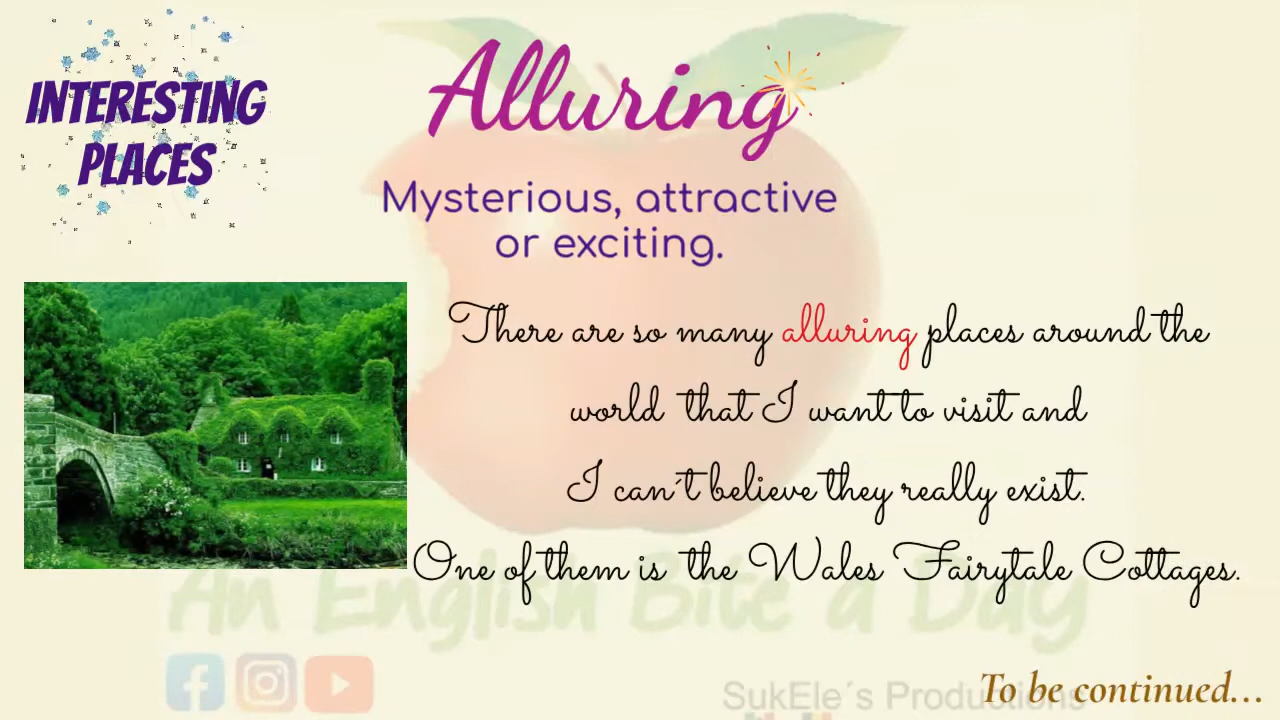 INTERESTING
PLACES
Alluring
Mysterious, attractive
or exciting.
There are so many alluring places around the
world that I want to visit and
I can´t believe they really exist.
One of them is the Wales Fairytale Cottages.
An English Bite a Day
SukEle´s Productions
To be continued...